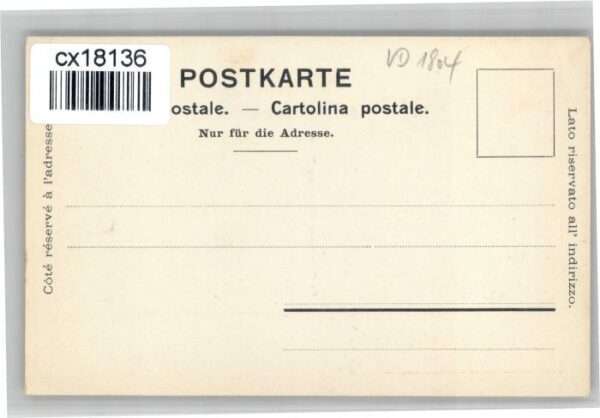 cx18136
VD 1804
POSTKARTE
ostale. — Cartolina postale.
Nur für die Adresse.
Côté réservé à l'adresse
Lato riservato all' indirizzo.